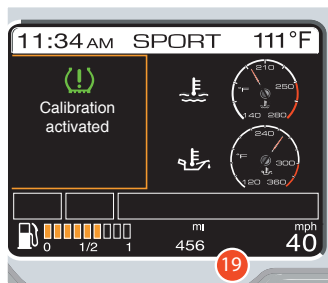 11:34 AM SPORT 111°F
(!)
Calibration
activated
210
°F 250
140 280
240
°F 300
120 360
0 1/2 1
mi
456
mph
40
19